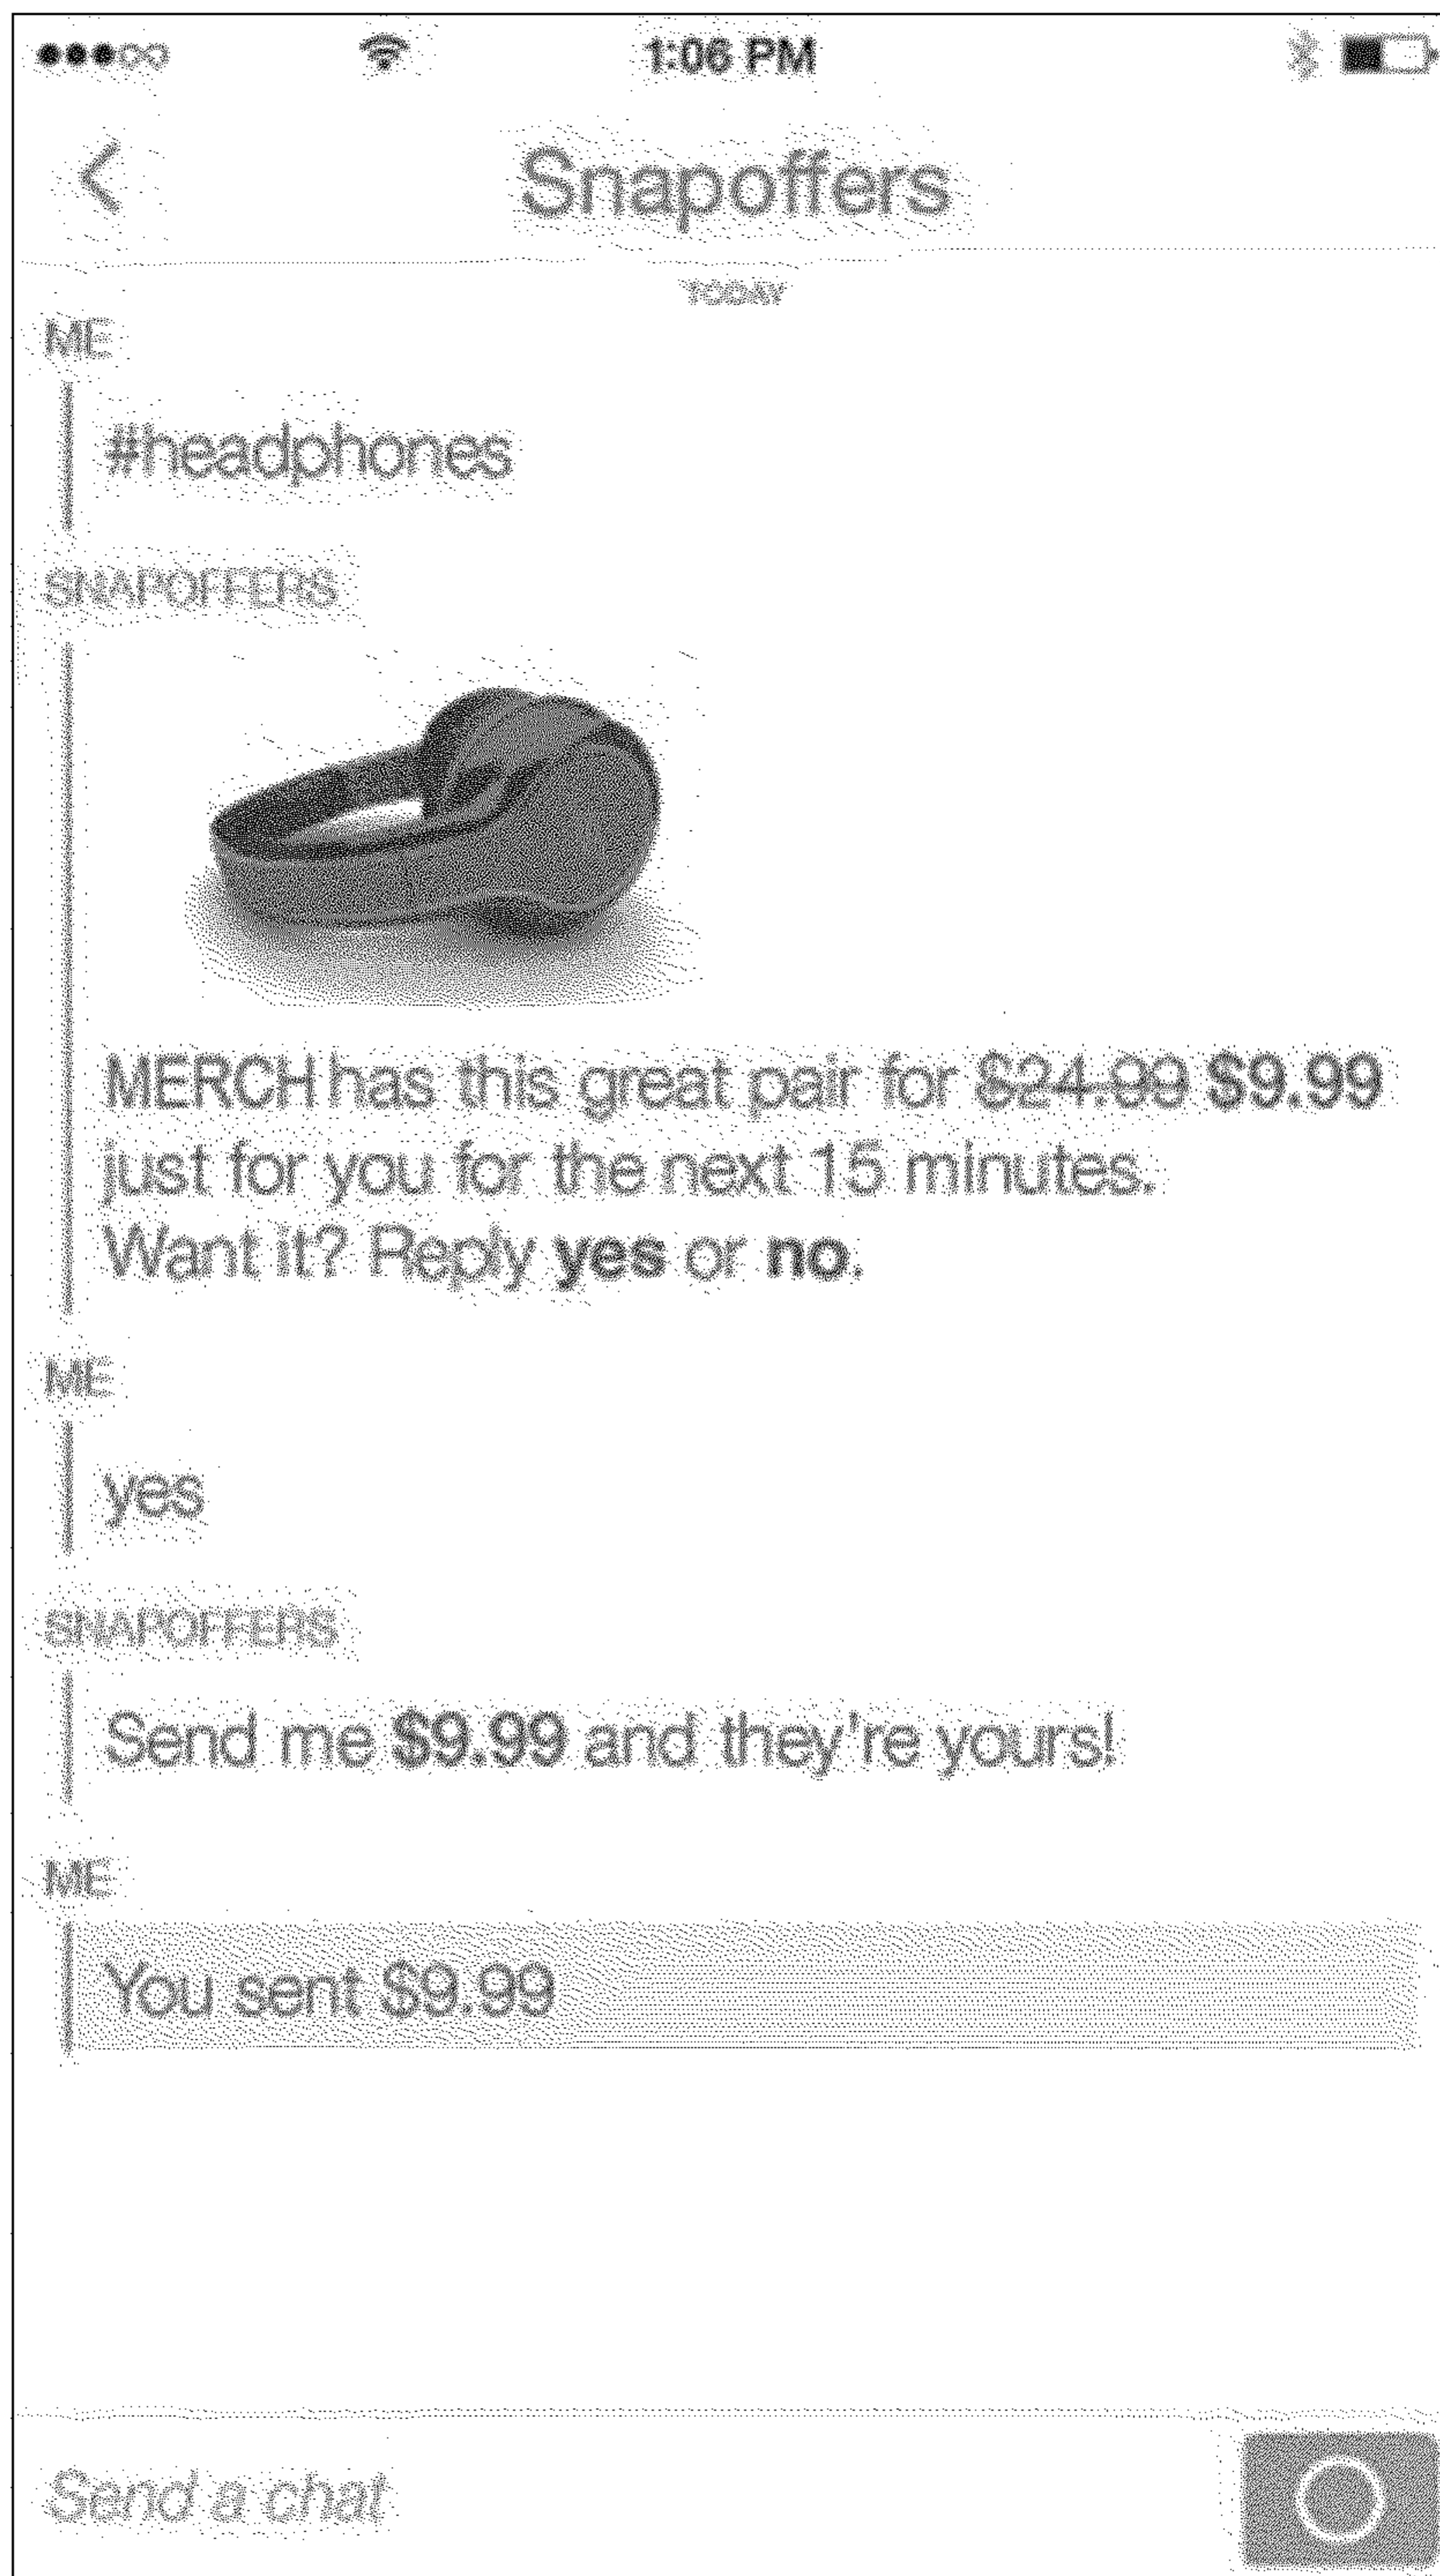 1:06 PM
Snapoffers
TODAY
ME
#headphones
SNAPOFFERS
MERCH has this great pair for $24.99 $9.99
just for you for the next 15 minutes.
Want it? Reply yes or no.
ME
yes
SNAPOFFERS
Send me $9.99 and they're yours!
ME
You sent $9.99
Send a chat